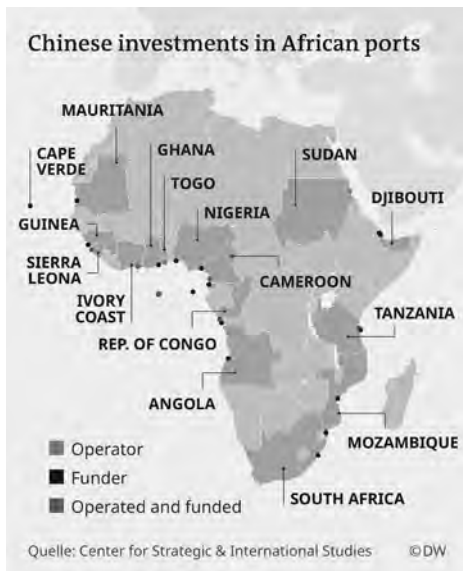 Chinese investments in African ports
MAURITANIA
CAPE
VERDE
GHANA
TOGO
SUDAN
DJIBOUTI
GUINEA
NIGERIA
SIERRA
LEONA
CAMEROON
IVORY
COAST
TANZANIA
REP. OF CONGO
ANGOLA
MOZAMBIQUE
SOUTH AFRICA
Operator
Funder
Operated and funded
Quelle: Center for Strategic & International Studies ©DW